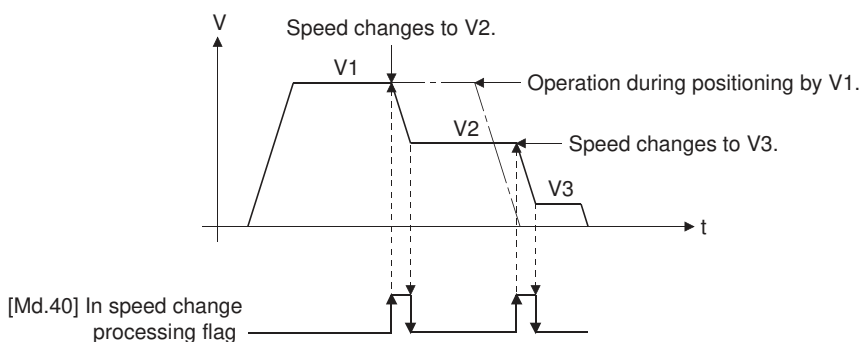 Speed changes to V2.
V
V1
Operation during positioning by V1.
V2
Speed changes to V3.
V3
t
[Md.40] In speed change
processing flag